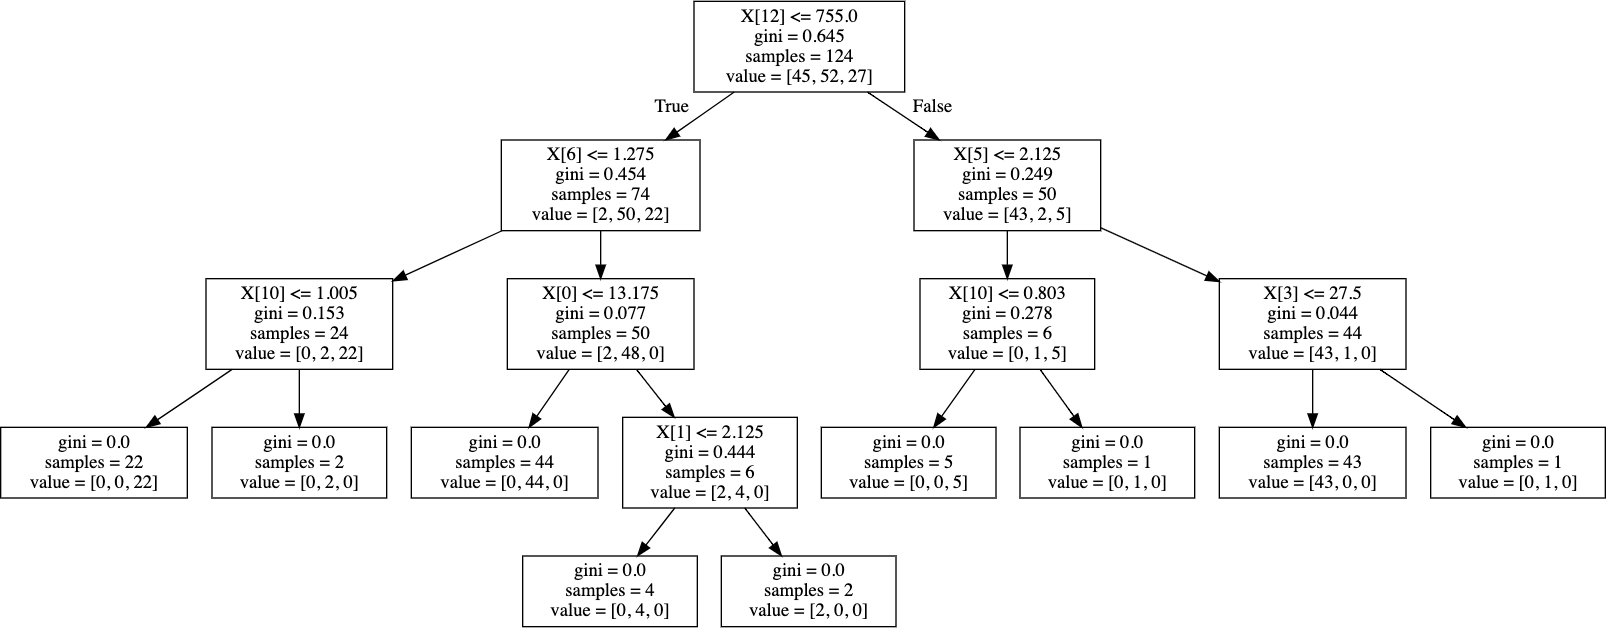 X[12] <= 755.0
gini = 0.645
samples = 124
value = [45, 52, 27]
True
False
X[6] <= 1.275
gini = 0.454
samples = 74
value = [2, 50, 22]
X[5] <= 2.125
gini = 0.249
samples = 50
value = [43, 2, 5]
X[10] <= 1.005
gini = 0.153
samples = 24
value = [0, 2, 22]
X[0] <= 13.175
gini = 0.077
samples = 50
value = [2, 48, 0]
X[10] <= 0.803
gini = 0.278
samples = 6
value = [0, 1, 5]
X[3] <= 27.5
gini = 0.044
samples = 44
value = [43, 1, 0]
gini = 0.0
samples = 22
value = [0, 0, 22]
gini = 0.0
samples = 2
value = [0, 2, 0]
gini = 0.0
samples = 44
value = [0, 44, 0]
X[1] <= 2.125
gini = 0.444
samples = 6
value = [2, 4, 0]
gini = 0.0
samples = 5
value = [0, 0, 5]
gini = 0.0
samples = 1
value = [0, 1, 0]
gini = 0.0
samples = 43
value = [43, 0, 0]
gini = 0.0
samples = 1
value = [0, 1, 0]
gini = 0.0
samples = 4
value = [0, 4, 0]
gini = 0.0
samples = 2
value = [2, 0, 0]